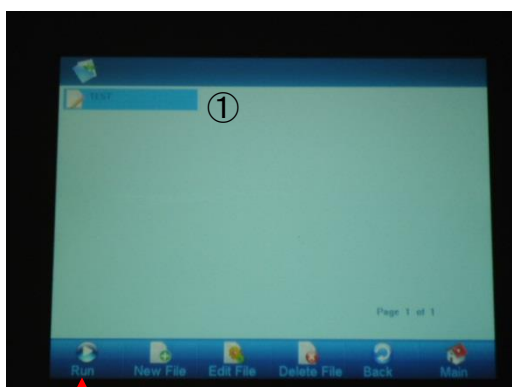 TEST
①
Page 1 of 1
Run New File Edit File Delete File Back Main